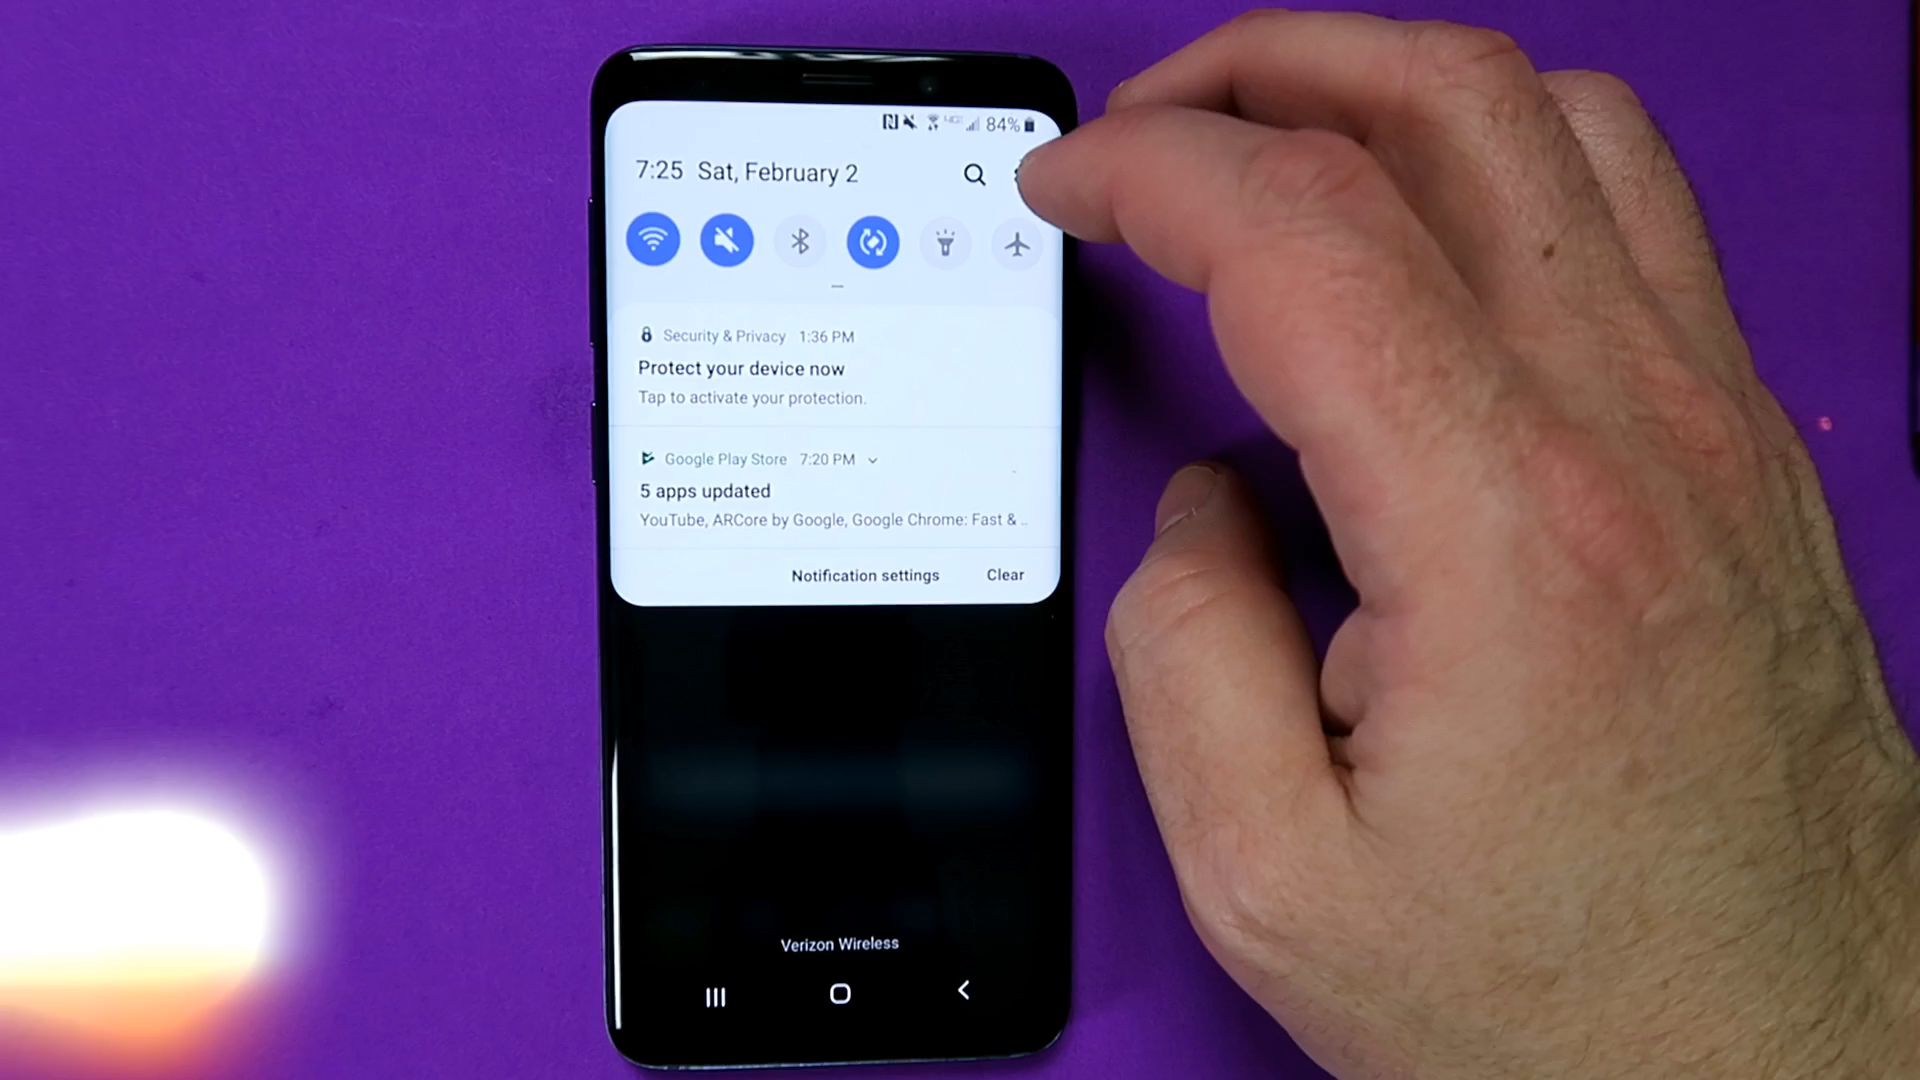 84%
7:25 Sat, February 2
Security & Privacy 1:36 PM
Protect your device now
Tap to activate your protection.
Google Play Store 7:20 PM
5 apps updated
YouTube, ARCore by Google, Google Chrome: Fast & ..
Notification settings Clear
Verizon Wireless